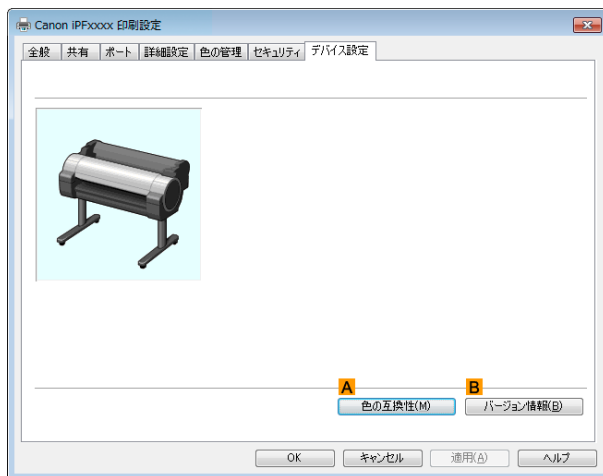 Canon iPFxxxx 印刷設定
全般 共有 ポート 詳細設定 色の管理 セキュリティ デバイス設定
A B
色の互換性(M) バージョン情報(B)
OK キャンセル 適用(A) ヘルプ